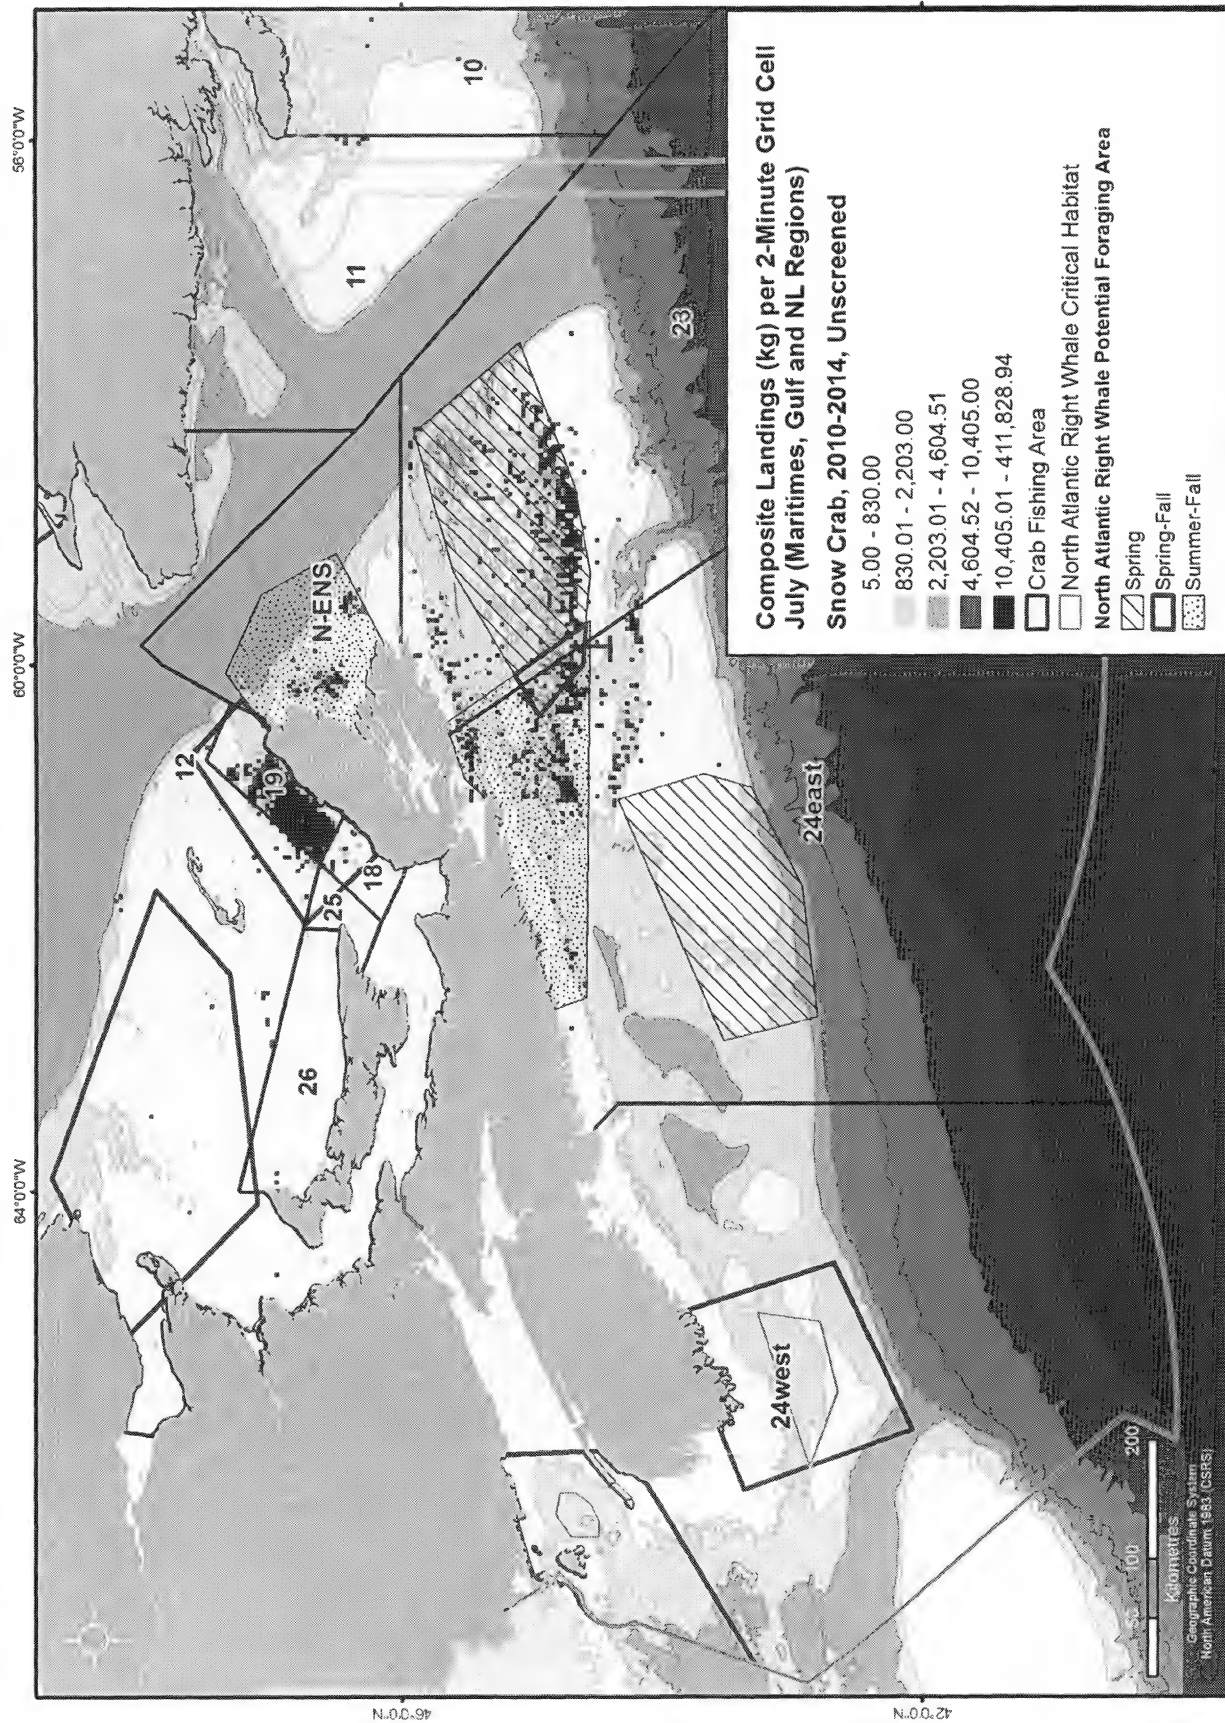 Composite Landings (kg) per 2-Minute Grid Cell
July (Maritimes, Gulf and NL Regions)
Snow Crab, 2010-2014, Unscreened
5.00 - 830.00
830.01 - 2,203.00
2,203.01 - 4,604.51
4,604.52 - 10,405.00
10,405.01 - 411,828.94
Crab Fishing Area
North Atlantic Right Whale Critical Habitat
North Atlantic Right Whale Potential Foraging Area
Spring
Spring-Fall
Summer-Fall
64°0'0"W
60°0'0"W
56°0'0"W
46°0'0"N
42°0'0"N
12
19
18
25
26
N-ENS
11
10
23
24east
24west
50
100
200
Kilometres
Geographic Coordinate System
North American Datum 1983 (CSRS)